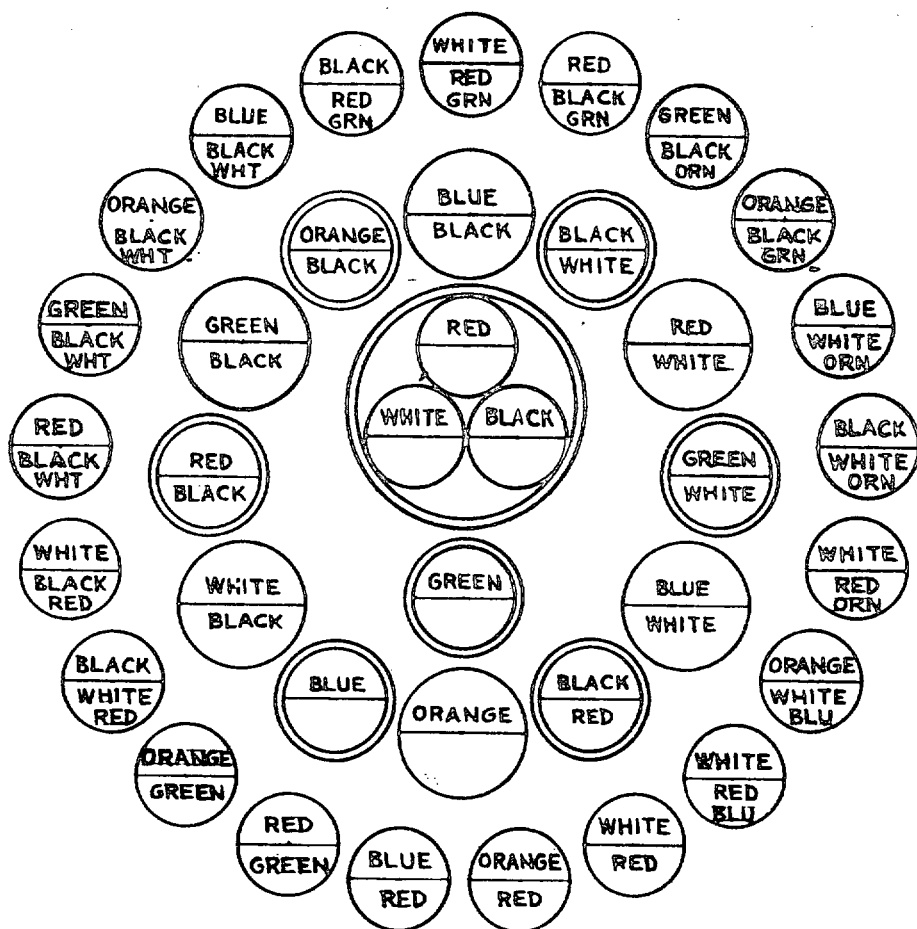 WHITE
RED
GRN
RED
BLACK
GRN
GREEN
BLACK
ORN
ORANGE
BLACK
GRN
BLUE
WHITE
ORN
BLACK
WHITE
ORN
WHITE
RED
ORN
ORANGE
WHITE
BLU
WHITE
RED
BLU
WHITE
RED
ORANGE
RED
BLUE
RED
RED
GREEN
ORANGE
GREEN
BLACK
WHITE
RED
WHITE
BLACK
RED
RED
BLACK
WHT
GREEN
BLACK
WHT
ORANGE
BLACK
WHT
BLUE
BLACK
WHT
BLACK
RED
GRN
BLUE
BLACK
BLACK
WHITE
RED
WHITE
GREEN
WHITE
BLUE
WHITE
BLACK
RED
ORANGE
BLUE
WHITE
BLACK
RED
BLACK
GREEN
BLACK
ORANGE
BLACK
RED
WHITE
BLACK
GREEN